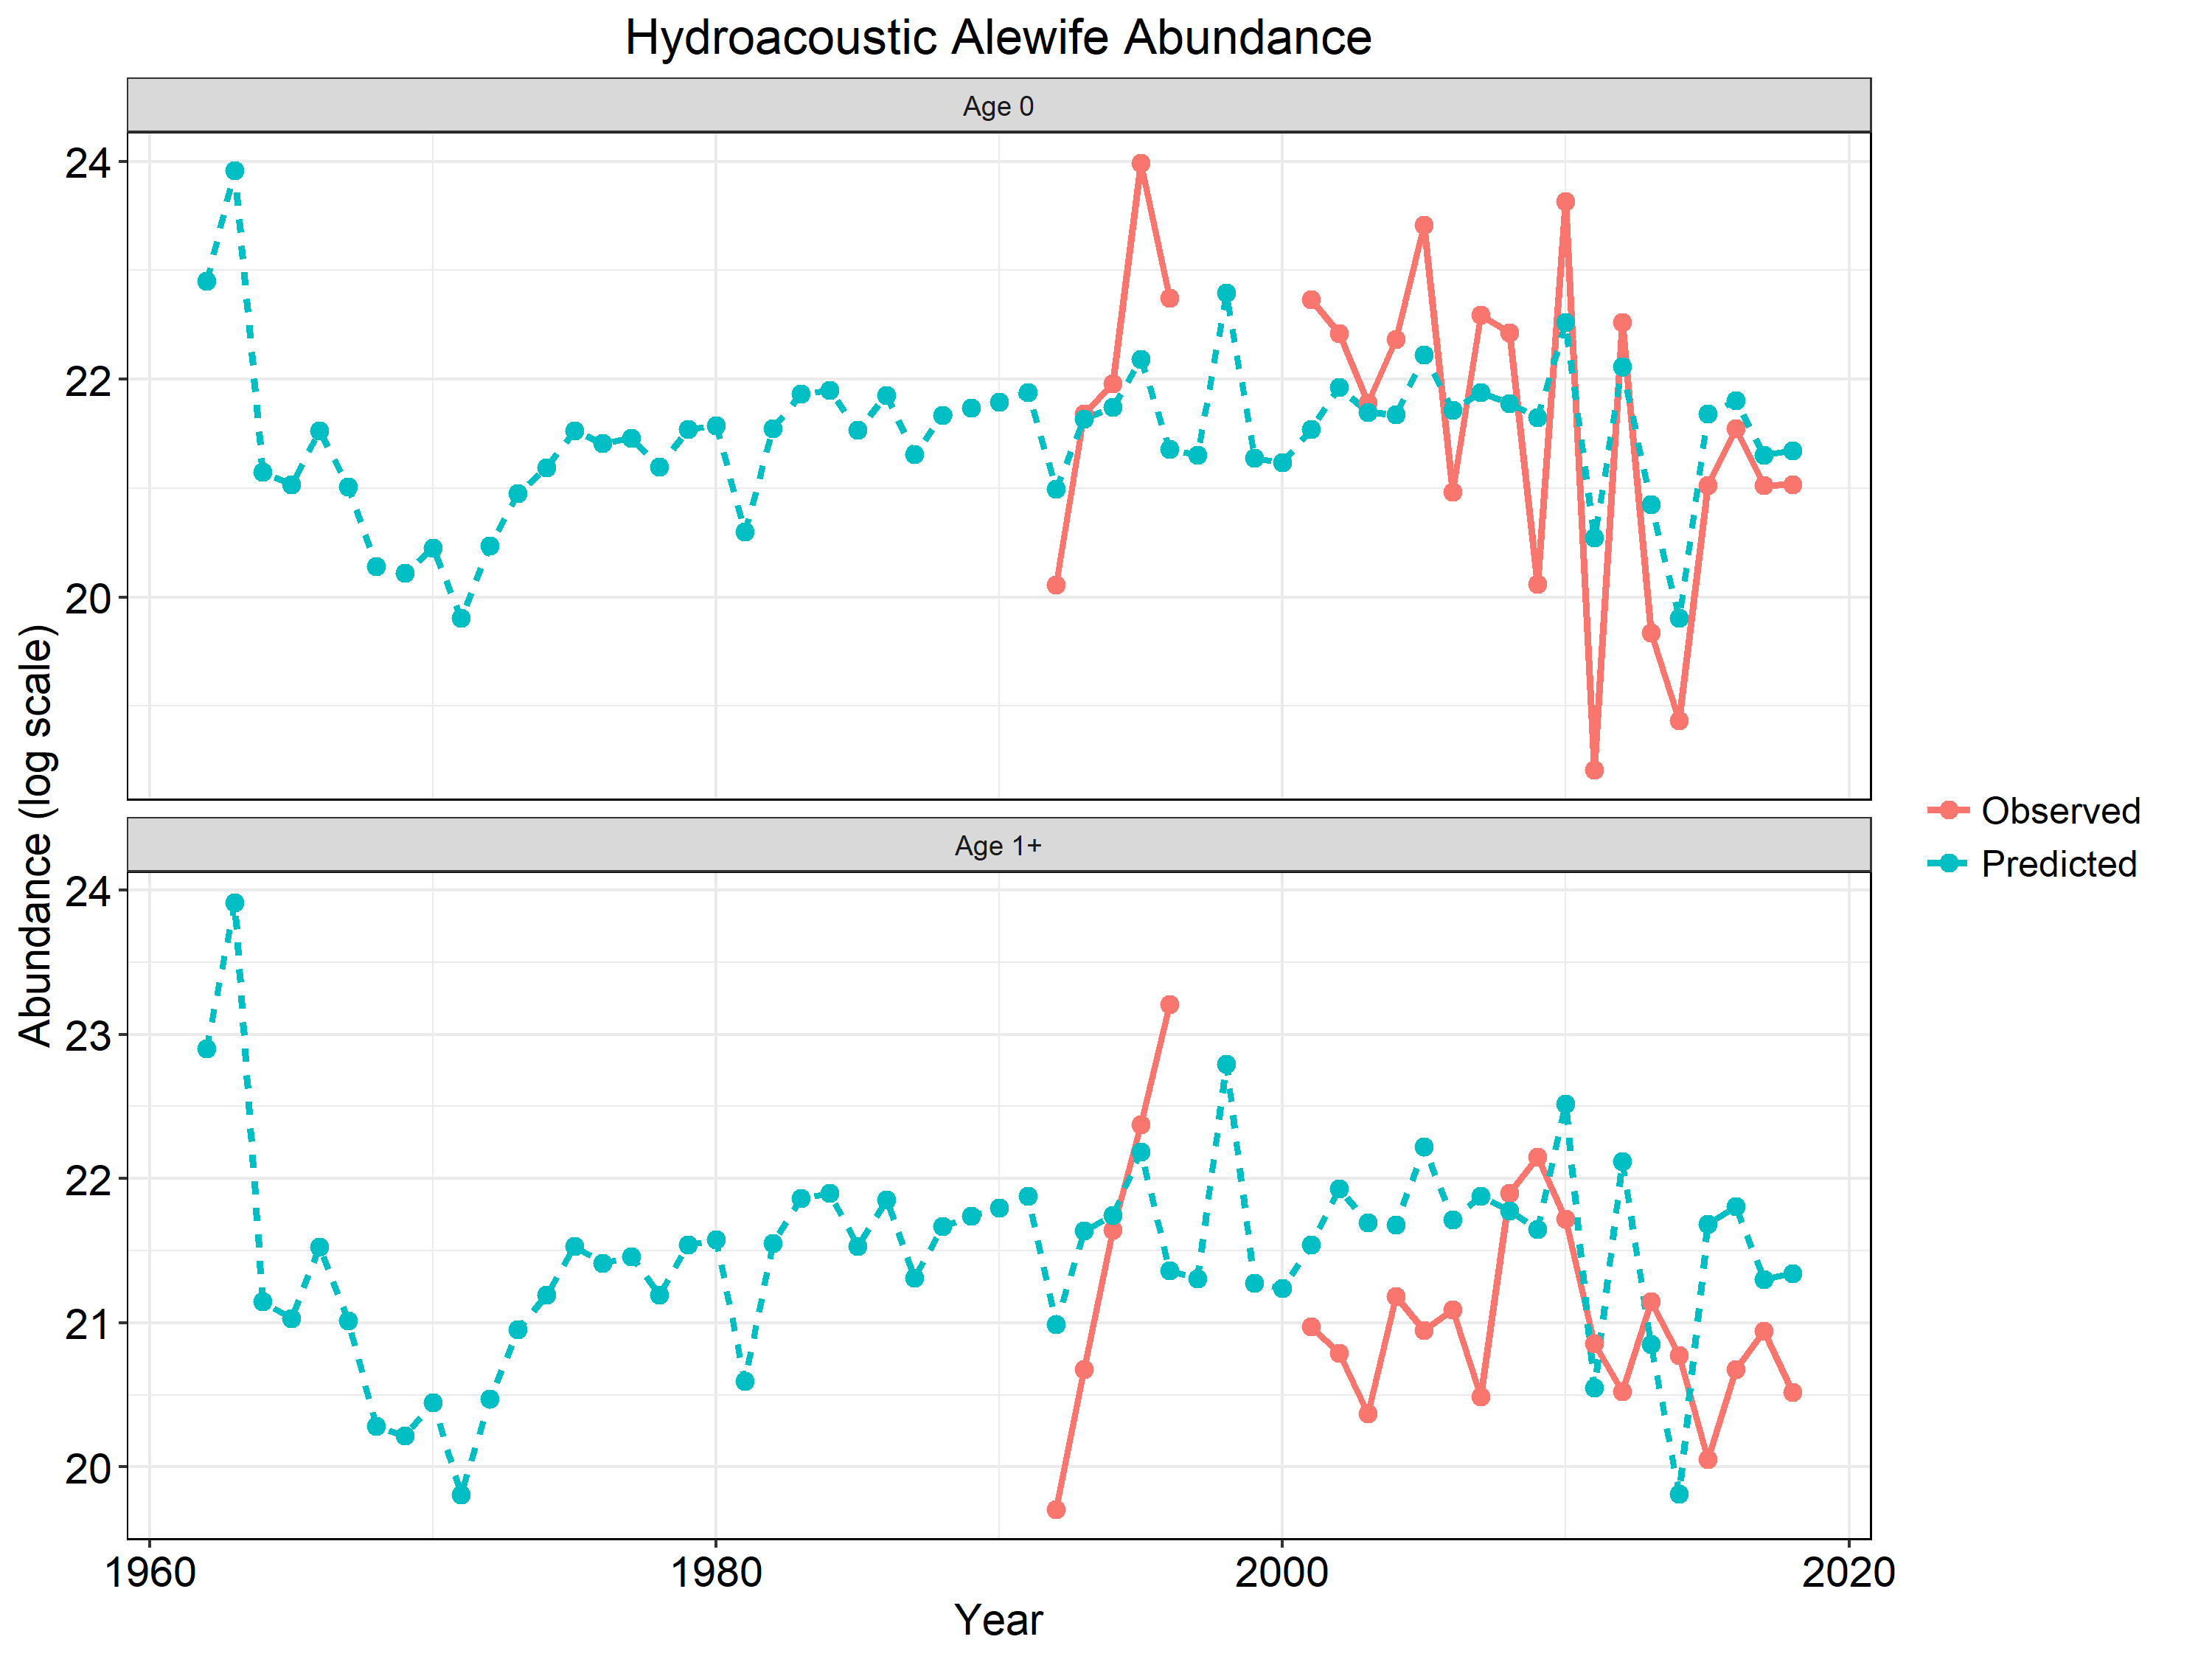 Hydroacoustic Alewife Abundance
Age 0
24
22
20
Abundance (log scale)
Observed
Predicted
Age 1+
24
23
22
21
20
1960
1980
2000
2020
Year